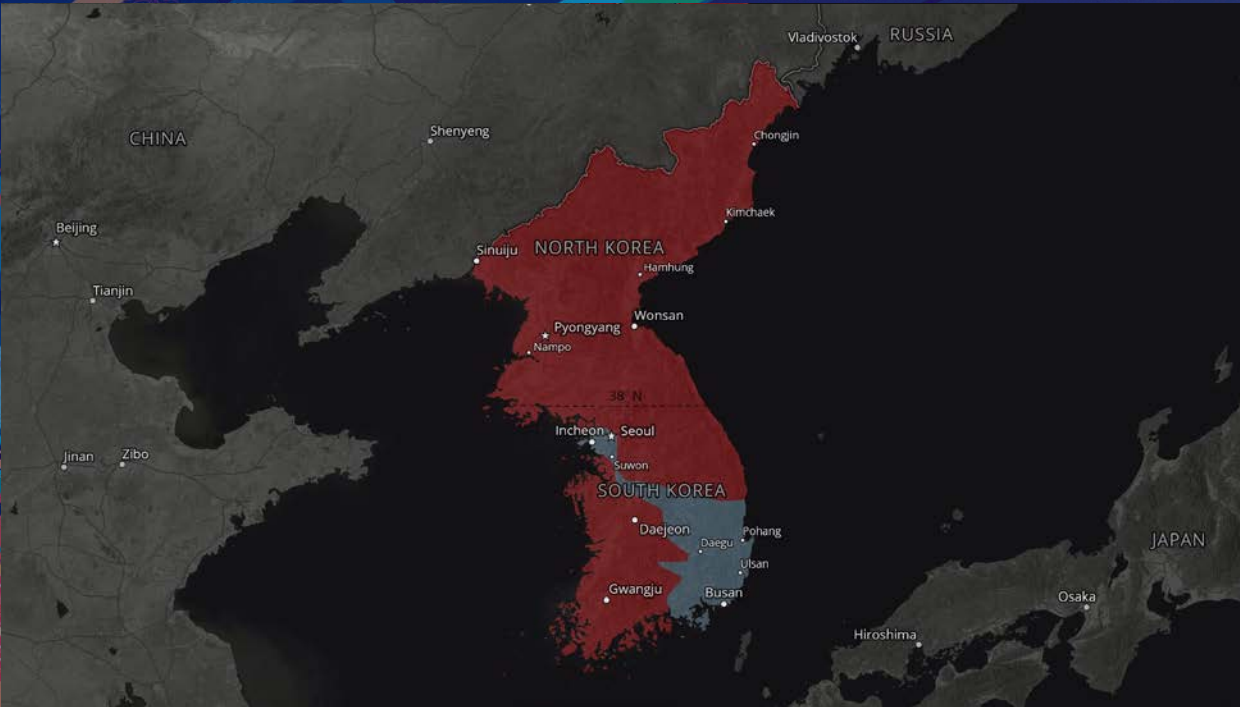 Vladivostok
RUSSIA
CHINA
Shenyeng
Chongjin
Kimchaek
Beijing
Sinuiju
NORTH KOREA
Hamhung
Tianjin
Wonsan
Pyongyang
Nampo
38° N
Incheon
Seoul
Jinan
Zibo
Suwon
SOUTH KOREA
Daejeon
Pohang
Daegu
JAPAN
Ulsan
Gwangju
Busan
Osaka
Hiroshima